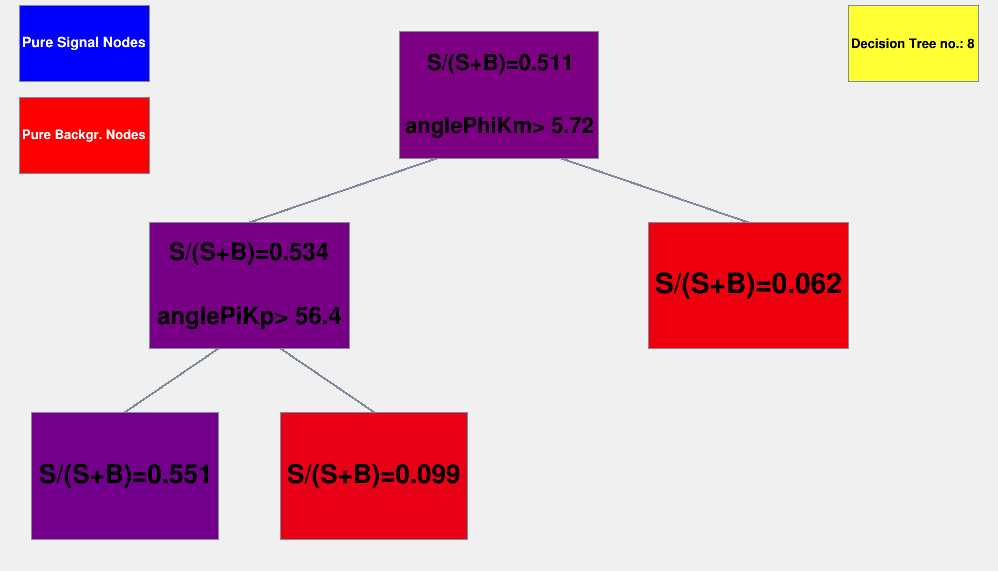 Pure Signal Nodes
Pure Backgr. Nodes
Decision Tree no.: 8
S/(S+B)=0.511
anglePhiKm> 5.72
S/(S+B)=0.534
anglePiKp> 56.4
S/(S+B)=0.062
S/(S+B)=0.551
S/(S+B)=0.099